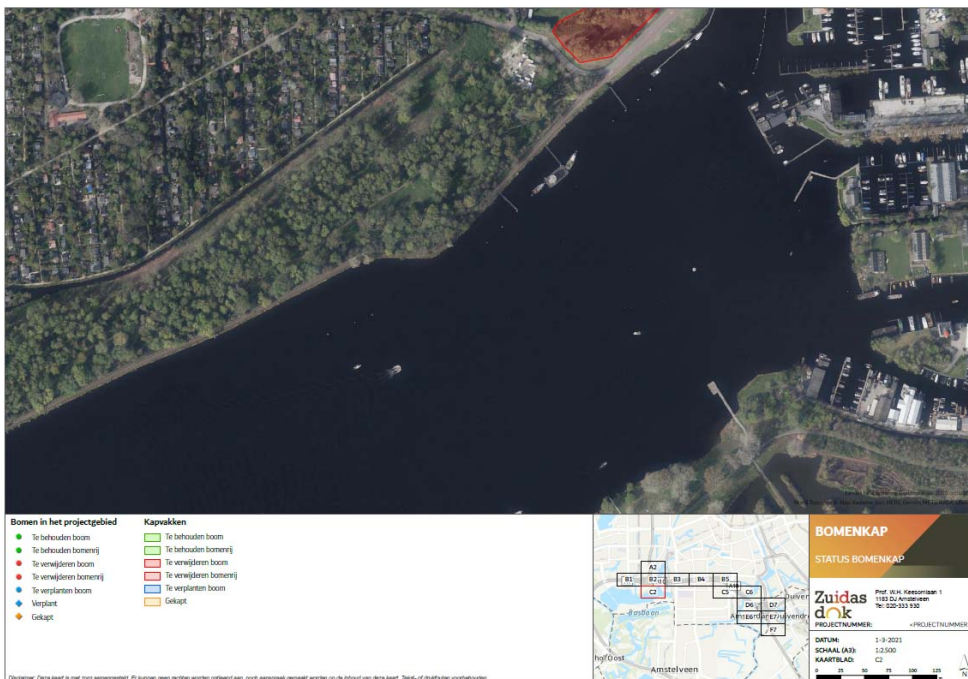 Bomen in het projectgebied
Te behouden boom
Te behouden bomenrij
Te verwijderen boom
Te verwijderen bomenrij
Te verplanten boom
Verplant
Gekapt
Kapvakken
Te behouden boom
Te behouden bomenrij
Te verwijderen boom
Te verwijderen bomenrij
Te verplanten boom
Gekapt
A2
B1 B2 B3 B4 B5
C2 C5 C6
D6 D7
E6 E7
F7
Amstelveen
BOMENKAP
STATUS BOMENKAP
Zuidas
dok
Prof. W.H. Keesomlaan 1
1183 DJ Amstelveen
Tel: 020-333 930
PROJECTNUMMER: <PROJECTNUMMER
DATUM: 1-3-2021
SCHAAL (A3): 1:2.500
KAARTBLAD: C2
0 25 50 75 100 125
N